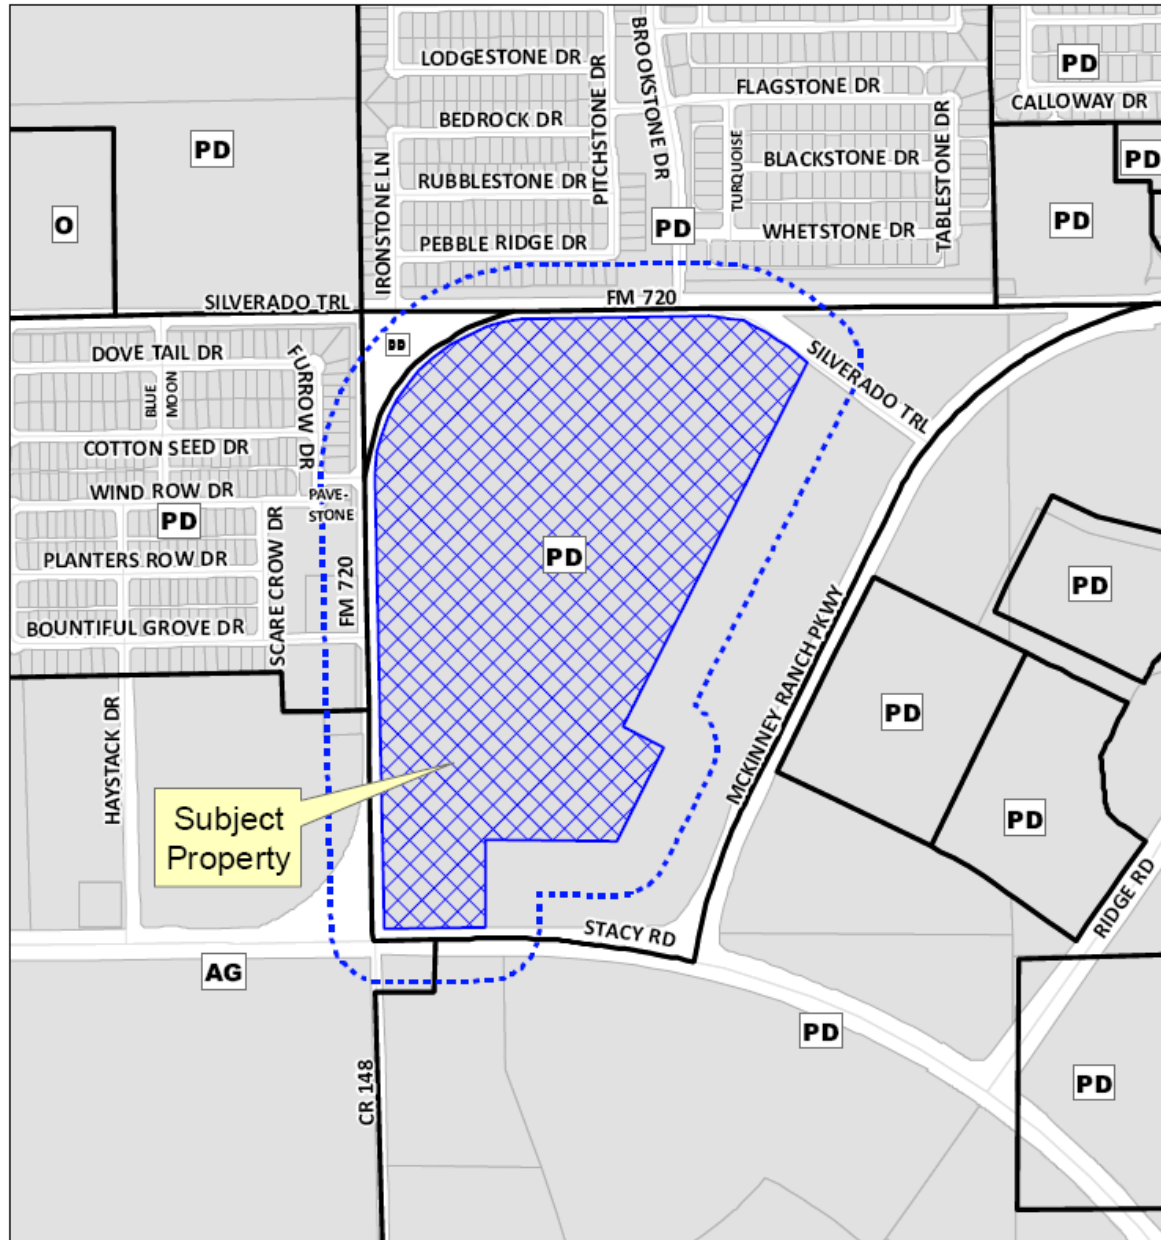 LODGESTONE DR
PITCHSTONE DR
BROOKSTONE DR
FLAGSTONE DR
PD
CALLOWAY DR
BEDROCK DR
TURQUOISE
BLACKSTONE DR
TABLESTONE DR
PD
PD
IRONSTONE LN
RUBBLESTONE DR
O
PEBBLE RIDGE DR
PD
WHETSTONE DR
PD
SILVERADO TRL
FM 720
DOVE TAIL DR
FURROW DR
SILVERADO TRL
BLUE
MOON
COTTON SEED DR
WIND ROW DR
PAVE-
STONE
PD
SCARE CROW DR
PLANTERS ROW DR
FM 720
PD
PD
BOUNTIFUL GROVE DR
MCKINNEY RANCH PKWY
HAYSTACK DR
PD
Subject
Property
PD
RIDGE RD
STACY RD
AG
PD
CR 148
PD